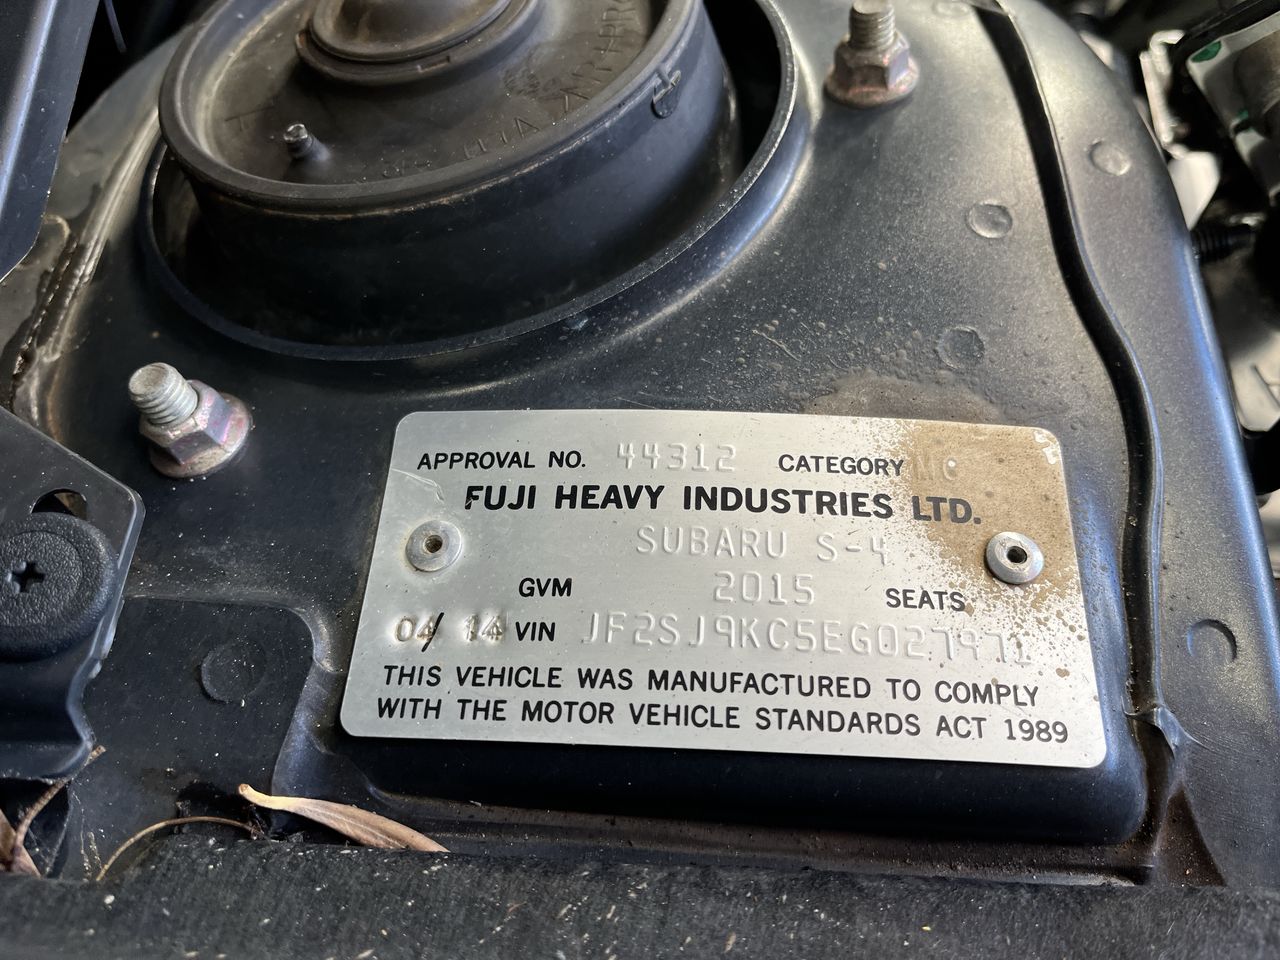 APPROVAL NO. 44312 CATEGORY MC
FUJI HEAVY INDUSTRIES LTD.
SUBARU S-4
GVM 2015 SEATS
04/ 14 VIN JF2SJ9KC5EG027971
THIS VEHICLE WAS MANUFACTURED TO COMPLY
WITH THE MOTOR VEHICLE STANDARDS ACT 1989